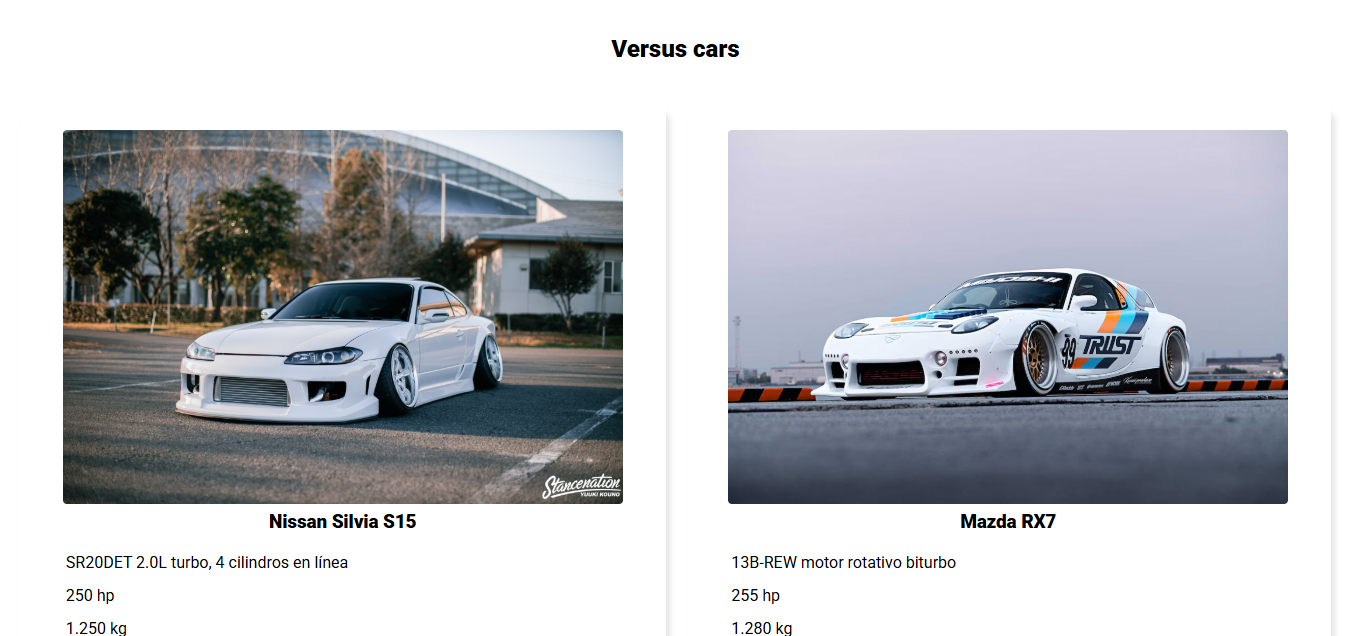 Versus cars
Stancenation
YUUKI KOUNO
TRUST
99
Nissan Silvia S15
Mazda RX7
SR20DET 2.0L turbo, 4 cilindros en línea
13B-REW motor rotativo biturbo
250 hp
255 hp
1.250 kg
1.280 kg